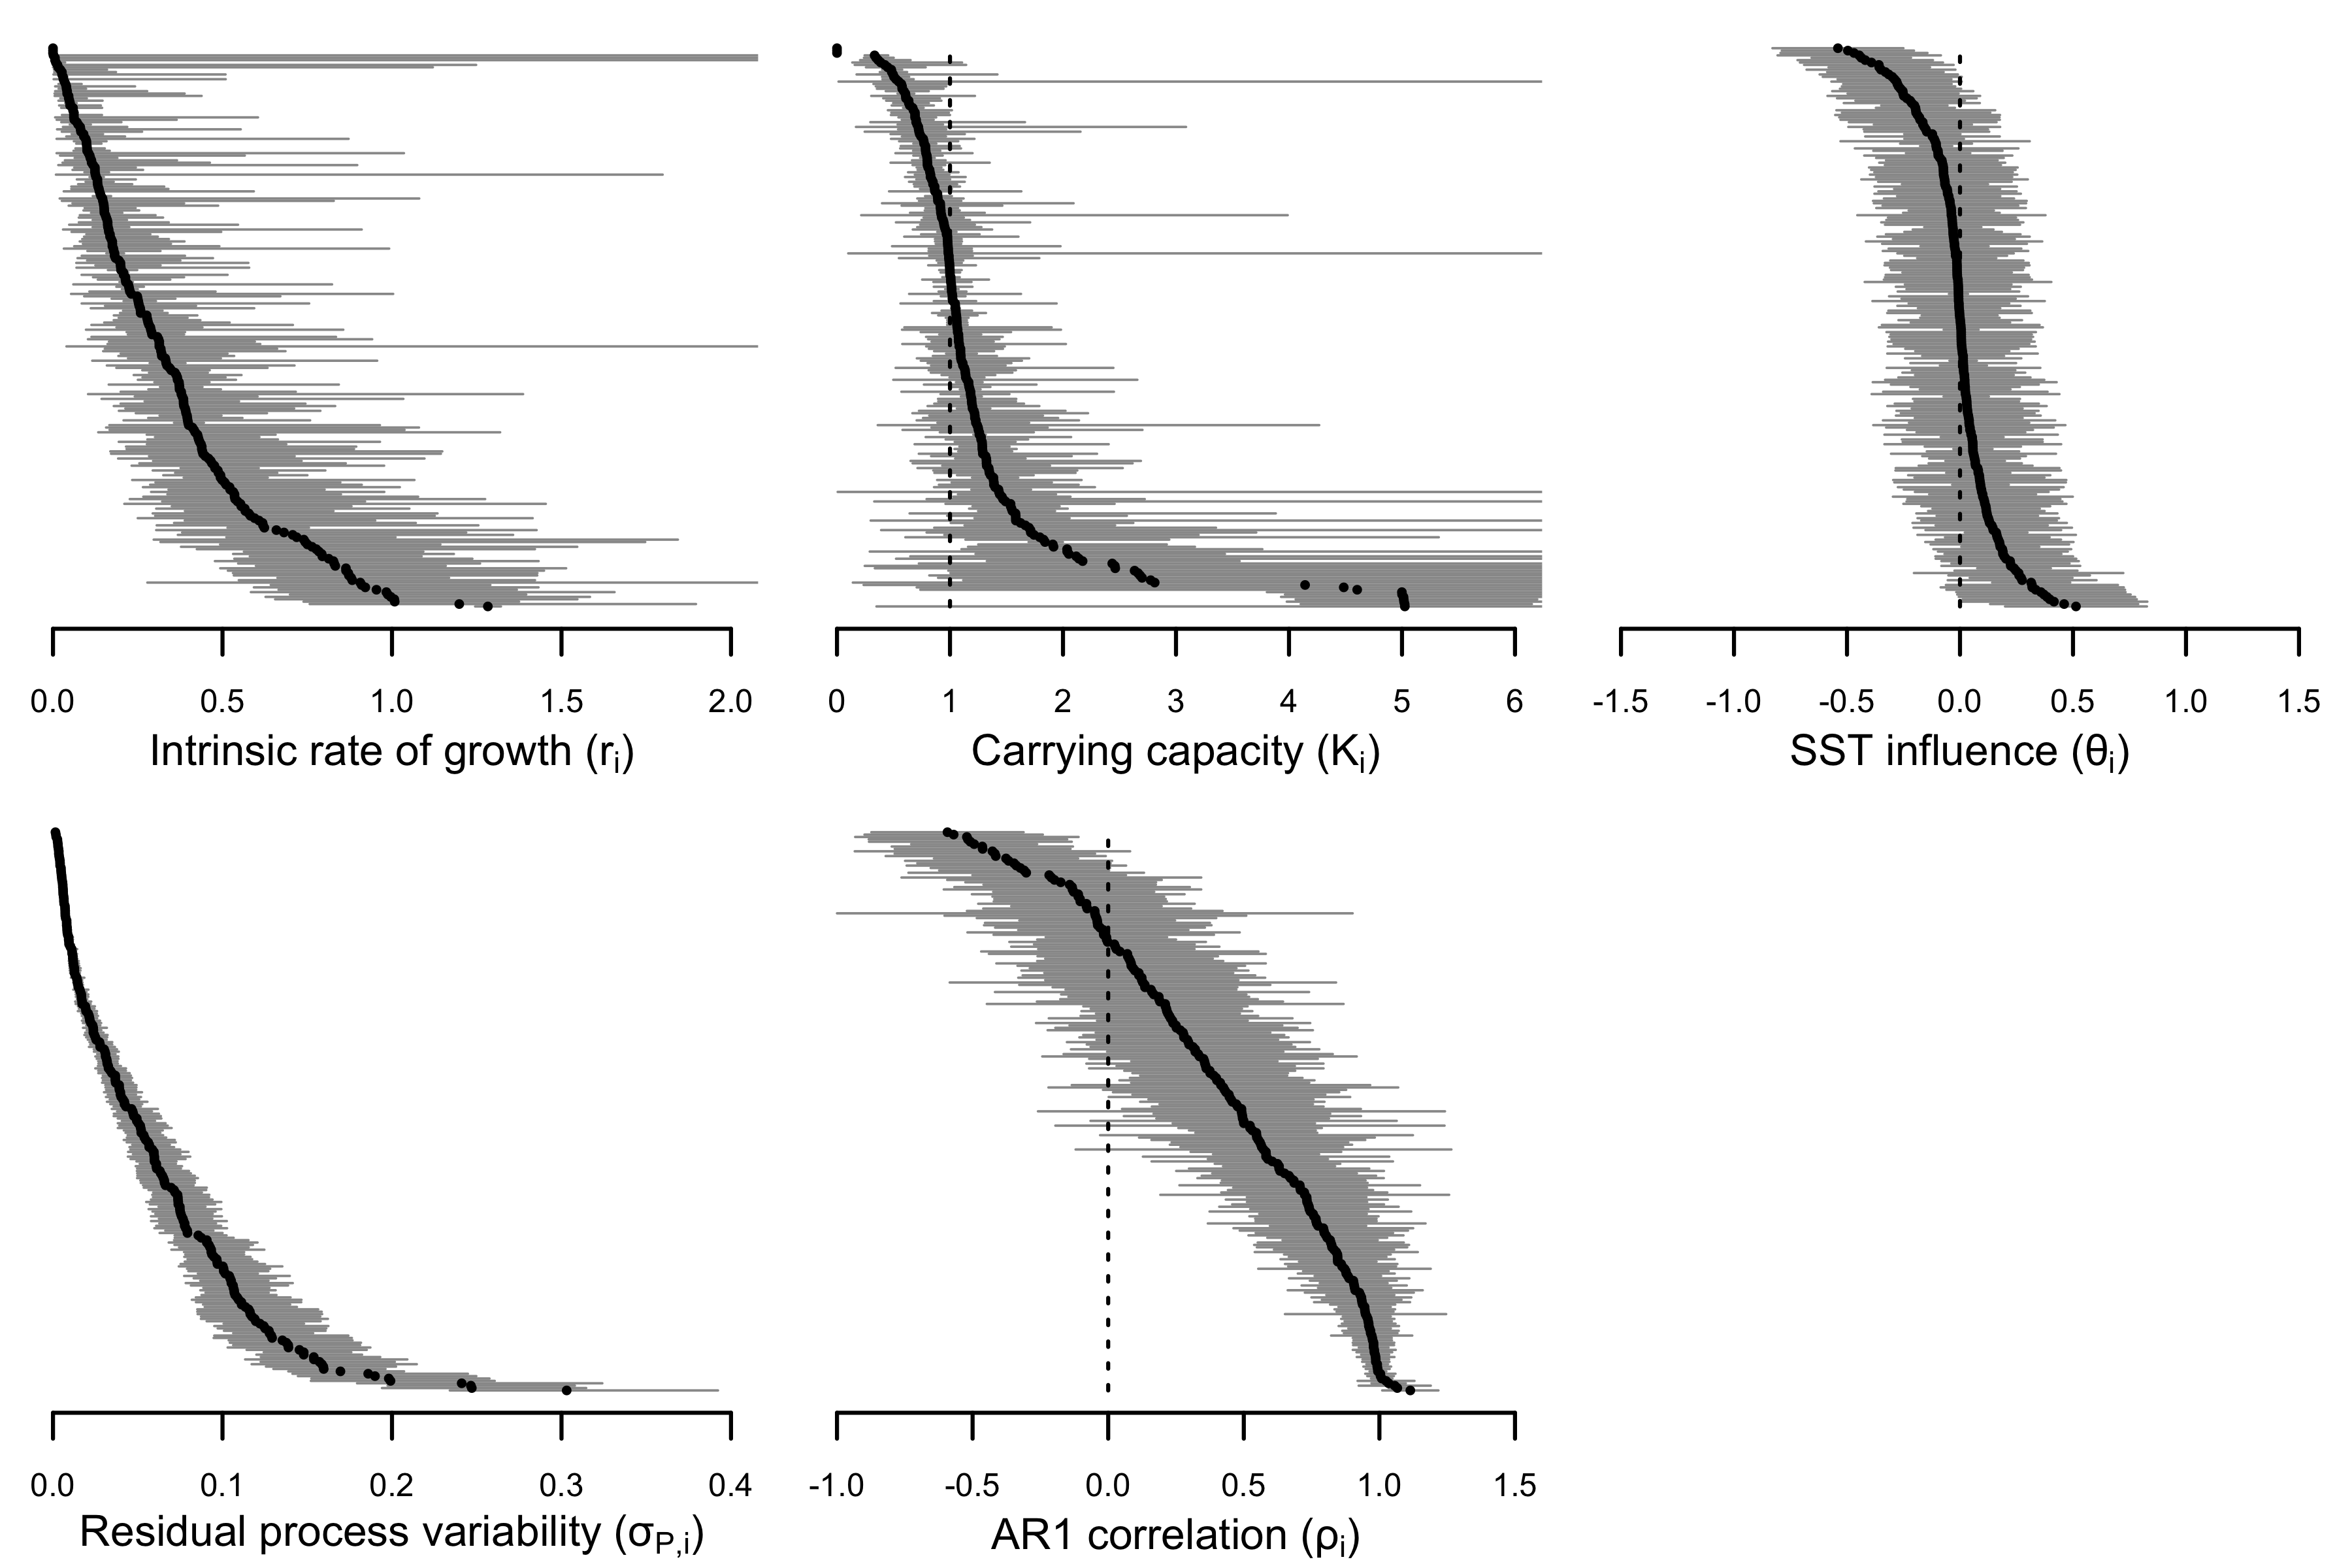 0.0 0.5 1.0 1.5 2.0
Intrinsic rate of growth (rᵢ)
0 1 2 3 4 5 6
Carrying capacity (Kᵢ)
-1.5 -1.0 -0.5 0.0 0.5 1.0 1.5
SST influence (θᵢ)
0.0 0.1 0.2 0.3 0.4
Residual process variability (σP,i)
-1.0 -0.5 0.0 0.5 1.0 1.5
AR1 correlation (ρᵢ)